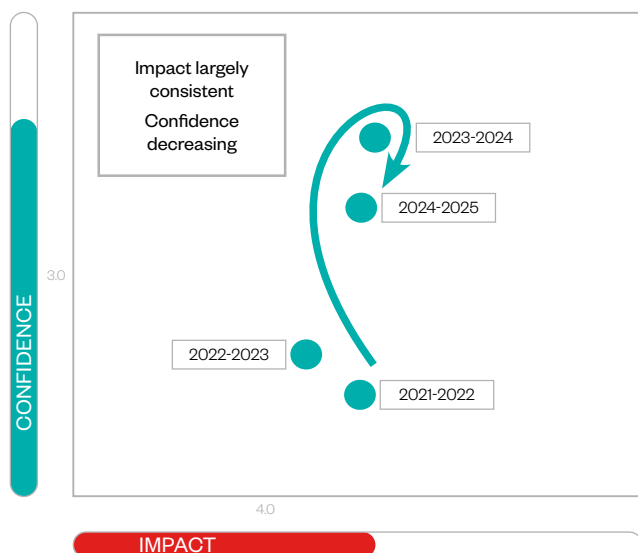 Impact largely
consistent
Confidence
decreasing
2023-2024
2024-2025
3.0
CONFIDENCE
2022-2023
2021-2022
4.0
IMPACT